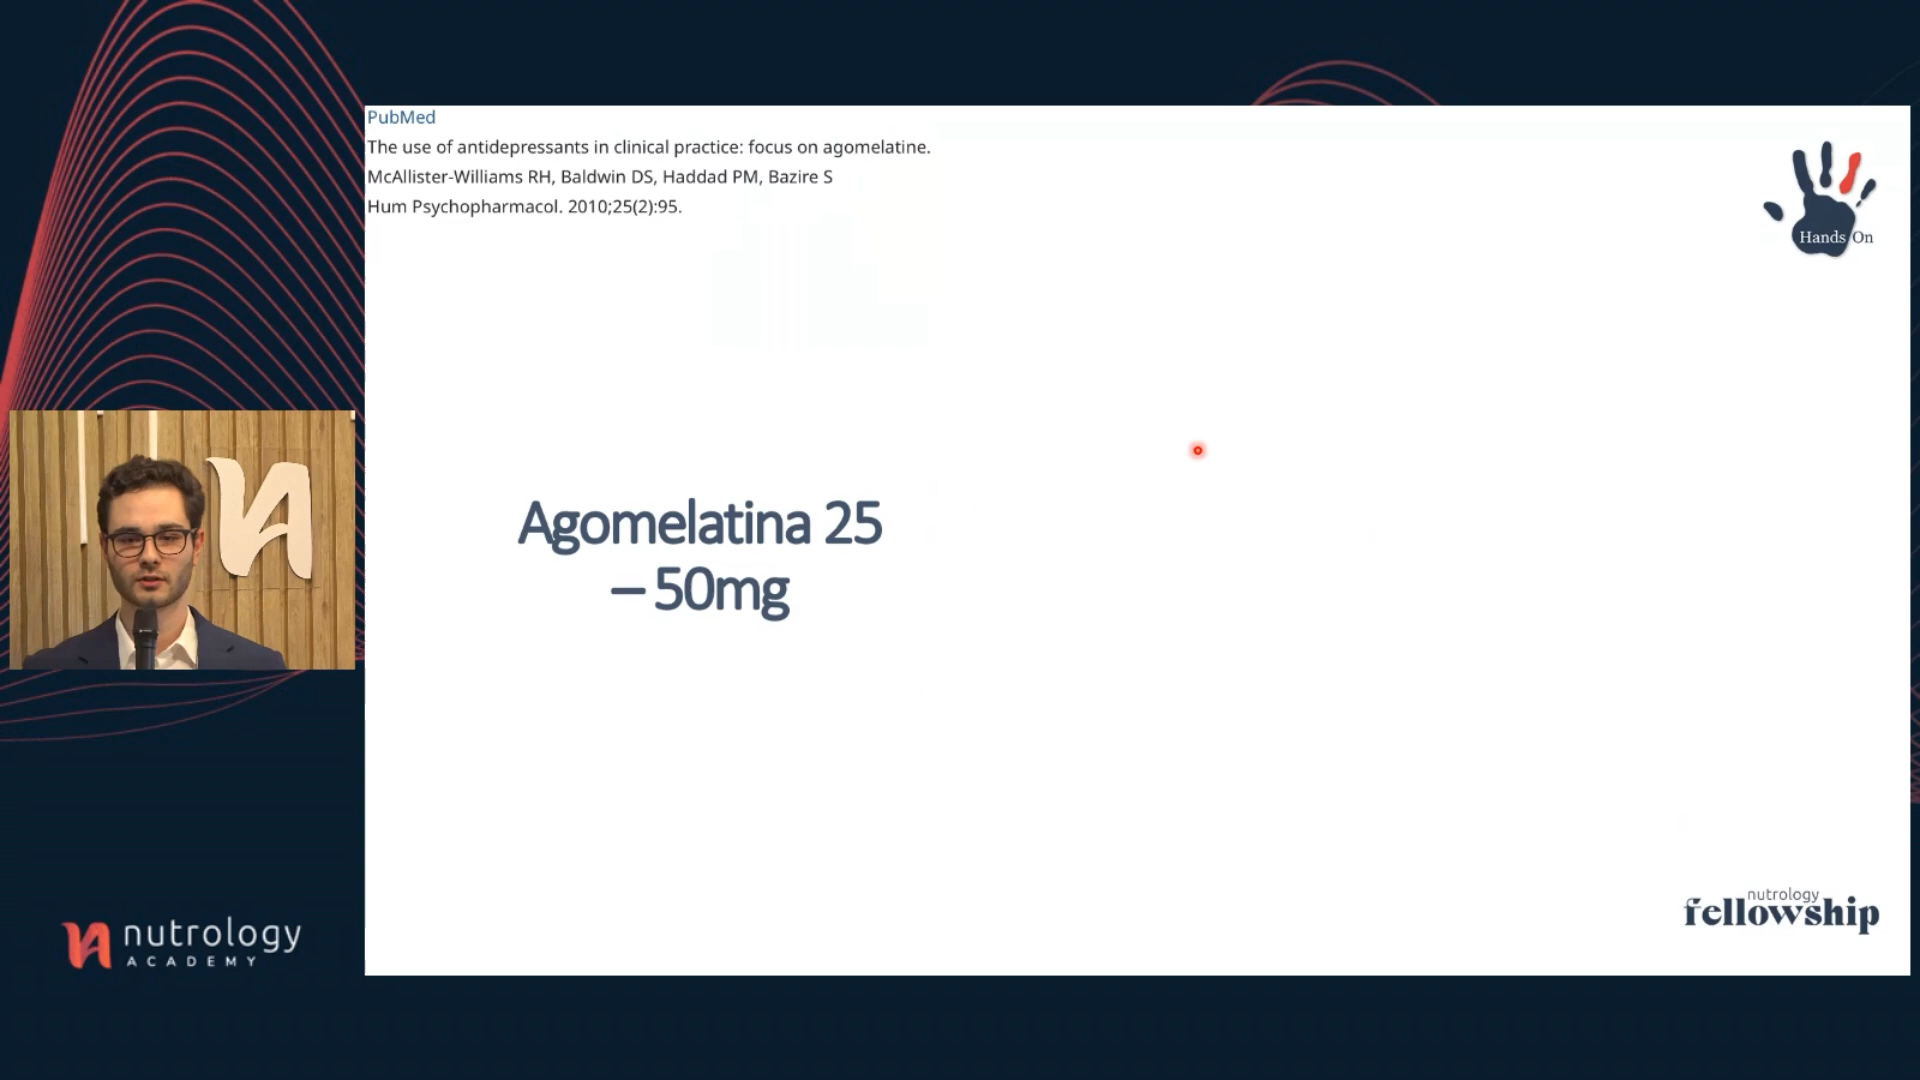 PubMed
The use of antidepressants in clinical practice: focus on agomelatine.
McAllister-Williams RH, Baldwin DS, Haddad PM, Bazire S
Hum Psychopharmacol. 2010;25(2):95.
Hands On
Agomelatina 25
– 50mg
nutrology
fellowship
nutrology
ACADEMY